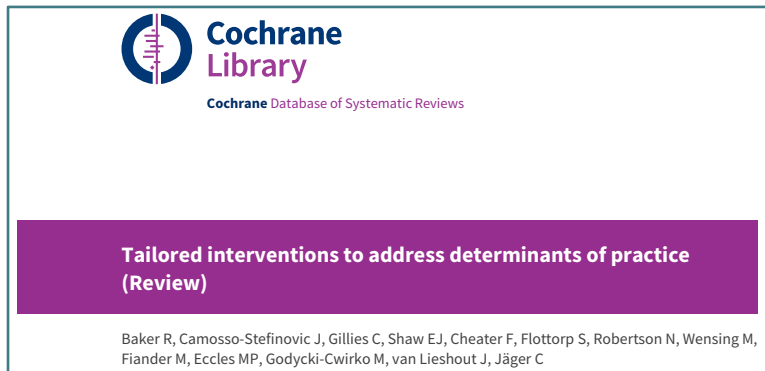 Cochrane
Library
Cochrane Database of Systematic Reviews
Tailored interventions to address determinants of practice
(Review)
Baker R, Camosso-Stefinovic J, Gillies C, Shaw EJ, Cheater F, Flottorp S, Robertson N, Wensing M,
Fiander M, Eccles MP, Godycki-Cwirko M, van Lieshout J, Jäger C